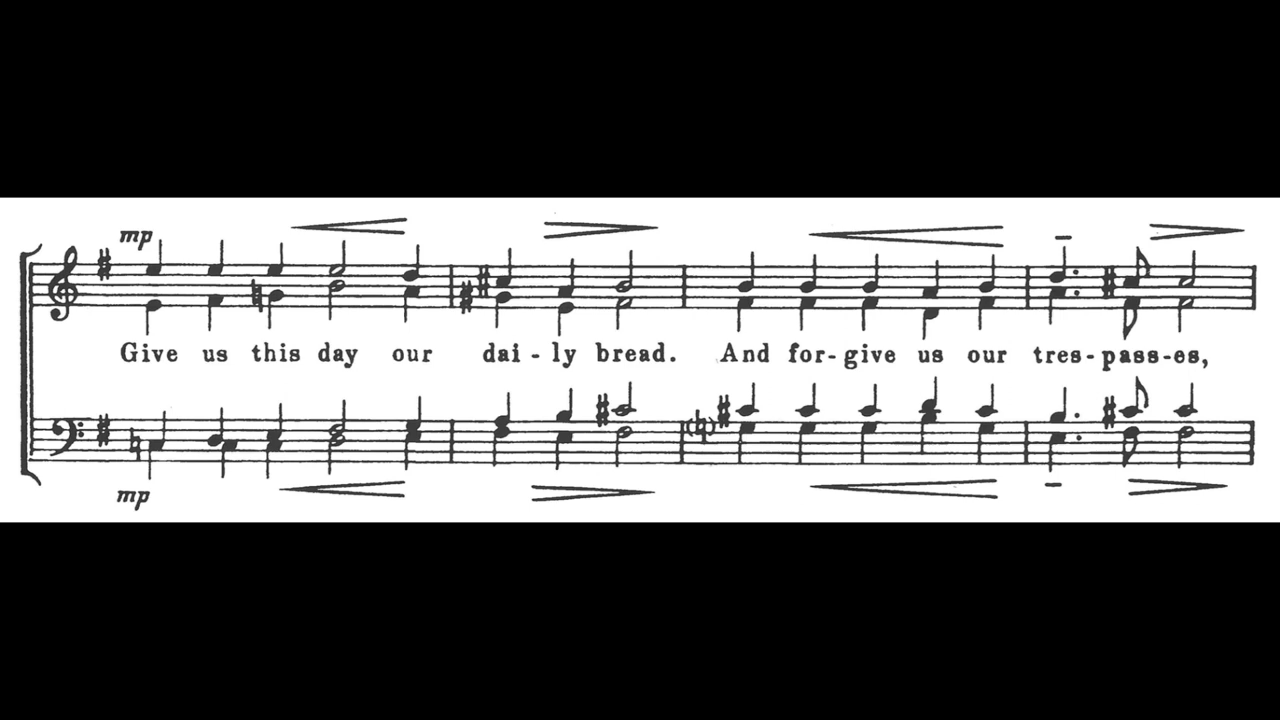 mp
Give us this day our dai - ly bread. And for - give us our tres - pass - es,
mp